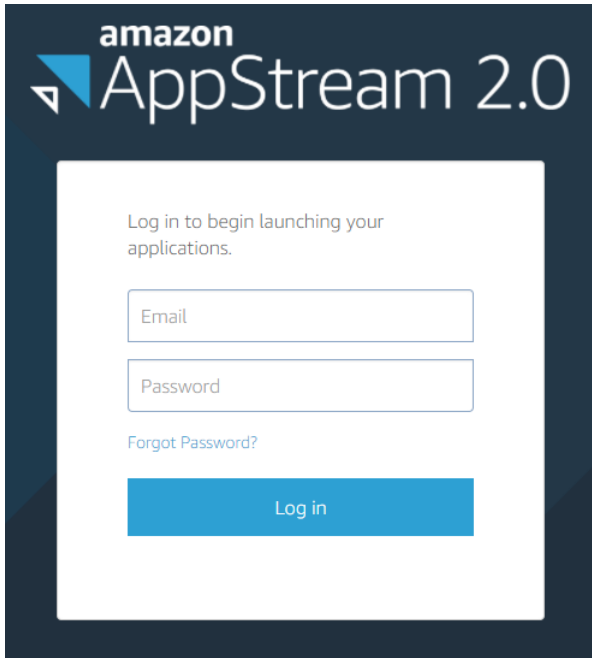 amazon
AppStream 2.0
Log in to begin launching your
applications.
Email
Password
Forgot Password?
Log in